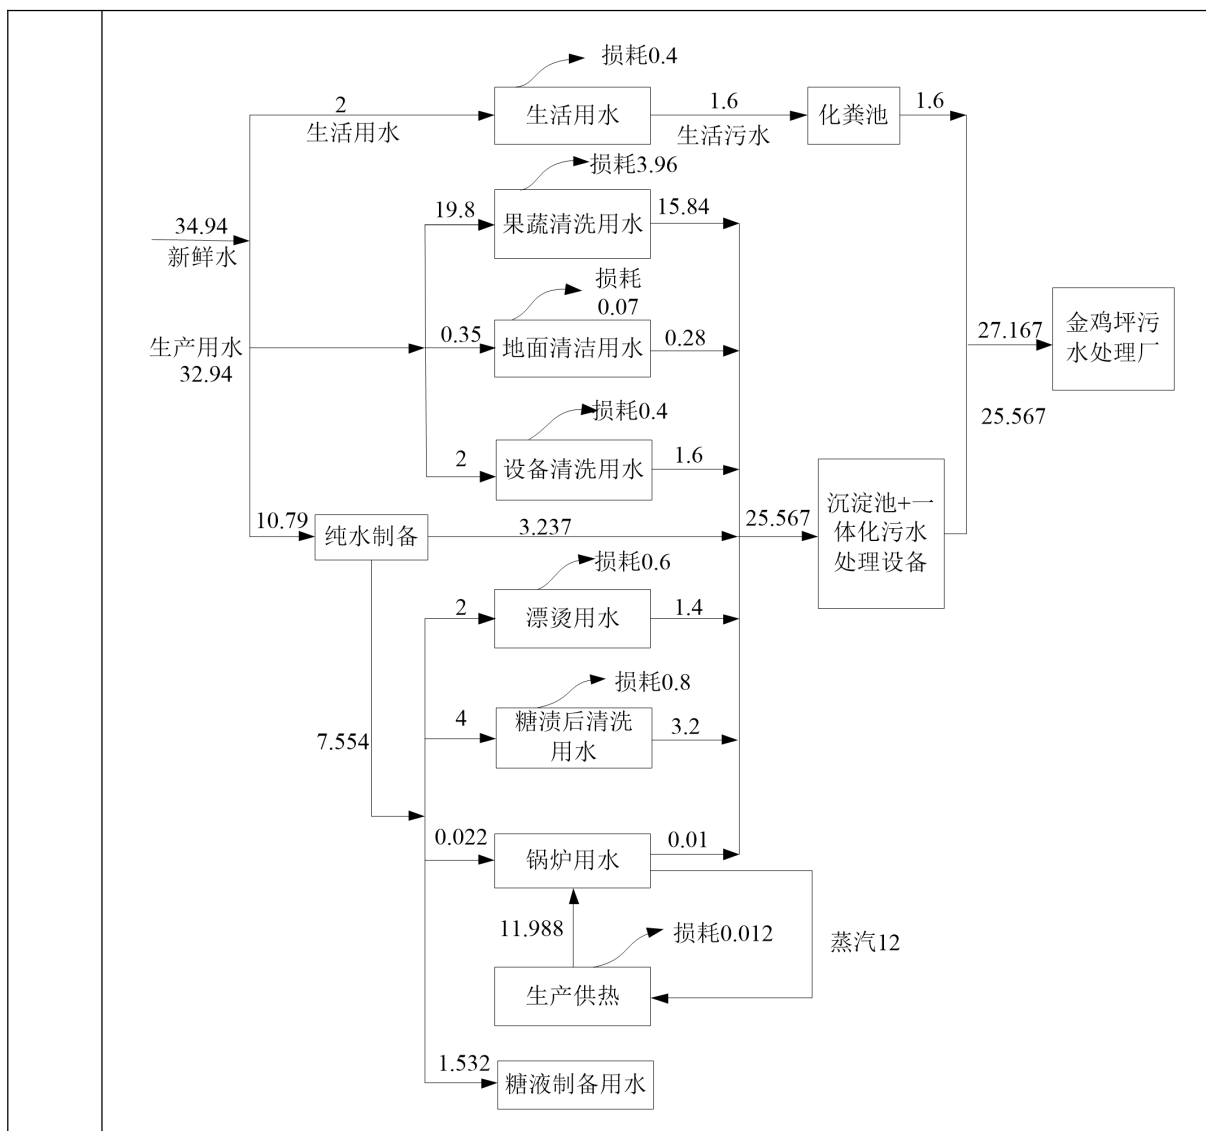 损耗0.4
2
生活用水
生活用水
1.6
生活污水
化粪池
1.6
损耗3.96
19.8
果蔬清洗用水
15.84
34.94
新鲜水
损耗
0.07
生产用水
32.94
0.35
地面清洁用水
0.28
27.167
金鸡坪污
水处理厂
损耗0.4
25.567
2
设备清洗用水
1.6
10.79
纯水制备
3.237
25.567
沉淀池+一
体化污水
处理设备
损耗0.6
2
漂烫用水
1.4
损耗0.8
7.554
4
糖渍后清洗
用水
3.2
0.022
锅炉用水
0.01
11.988
损耗0.012
蒸汽12
生产供热
1.532
糖液制备用水